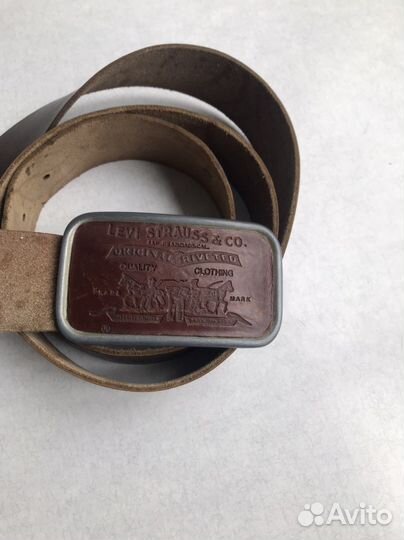 LEVI STRAUSS & CO.
SAN FRANCISCO, CAL.
ORIGINAL RIVETED
QUALITY CLOTHING
TRADE MARK
®
Avito